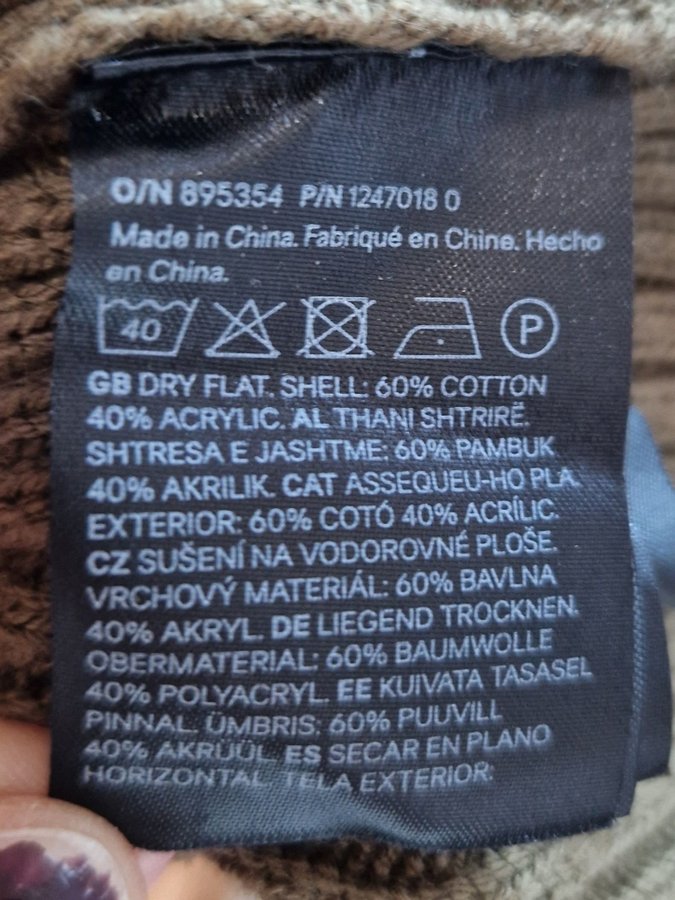 O/N 895354 P/N 1247018 0
Made in China. Fabriqué en Chine. Hecho
en China.
40 P
GB DRY FLAT. SHELL: 60% COTTON
40% ACRYLIC. AL THANI SHTRIRË.
SHTRESA E JASHTME: 60% PAMBUK
40% AKRILIK. CAT ASSEQUEU-HO PLA.
EXTERIOR: 60% COTÓ 40% ACRÍLIC.
CZ SUŠENÍ NA VODOROVNÉ PLOŠE.
VRCHOVÝ MATERIÁL: 60% BAVLNA
40% AKRYL. DE LIEGEND TROCKNEN.
OBERMATERIAL: 60% BAUMWOLLE
40% POLYACRYL. EE KUIVATA TASASEL
PINNAL. ÜMBRIS: 60% PUUVILL
40% AKRÜÜL. ES SECAR EN PLANO
HORIZONTAL. TELA EXTERIOR: